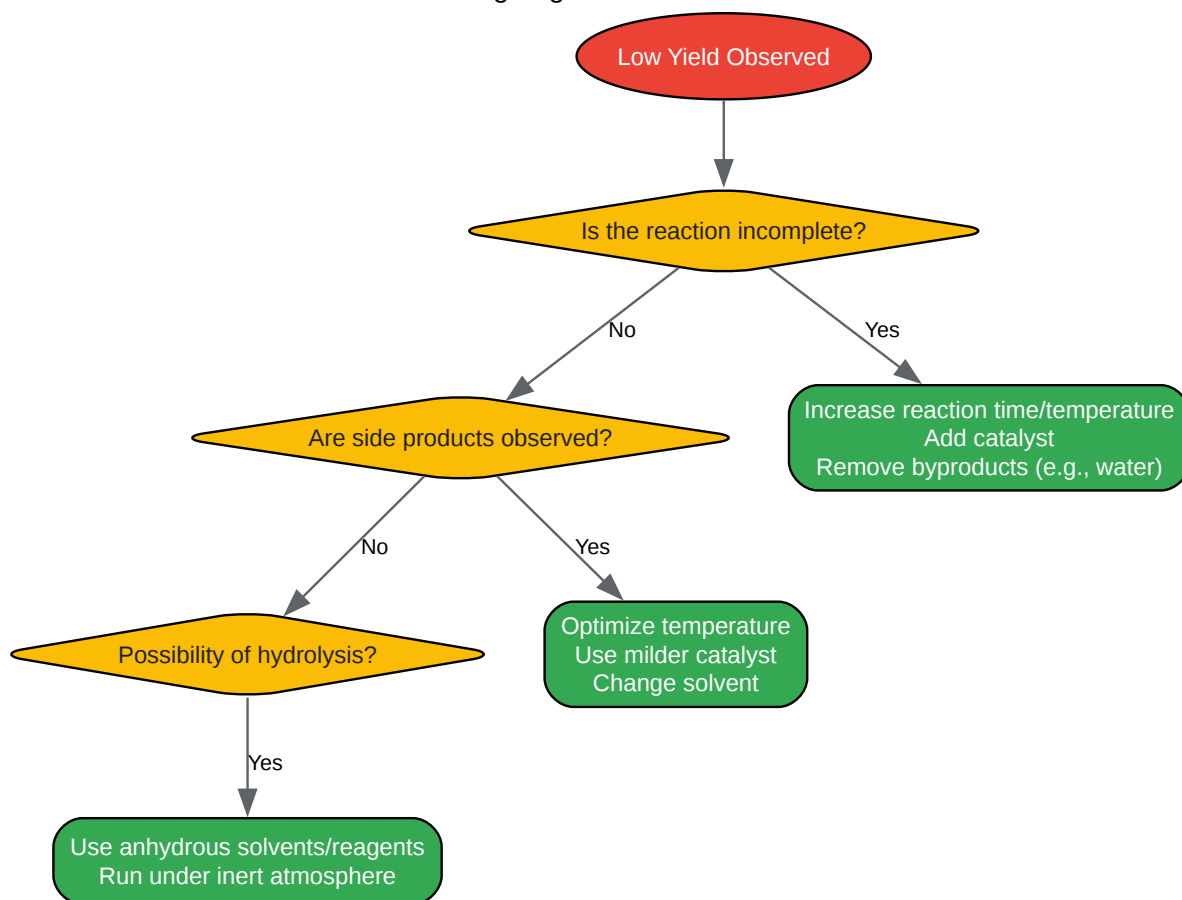 Low Yield Observed
Is the reaction incomplete?
No
Yes
Increase reaction time/temperature
Add catalyst
Remove byproducts (e.g., water)
Are side products observed?
No
Yes
Optimize temperature
Use milder catalyst
Change solvent
Possibility of hydrolysis?
Yes
Use anhydrous solvents/reagents
Run under inert atmosphere